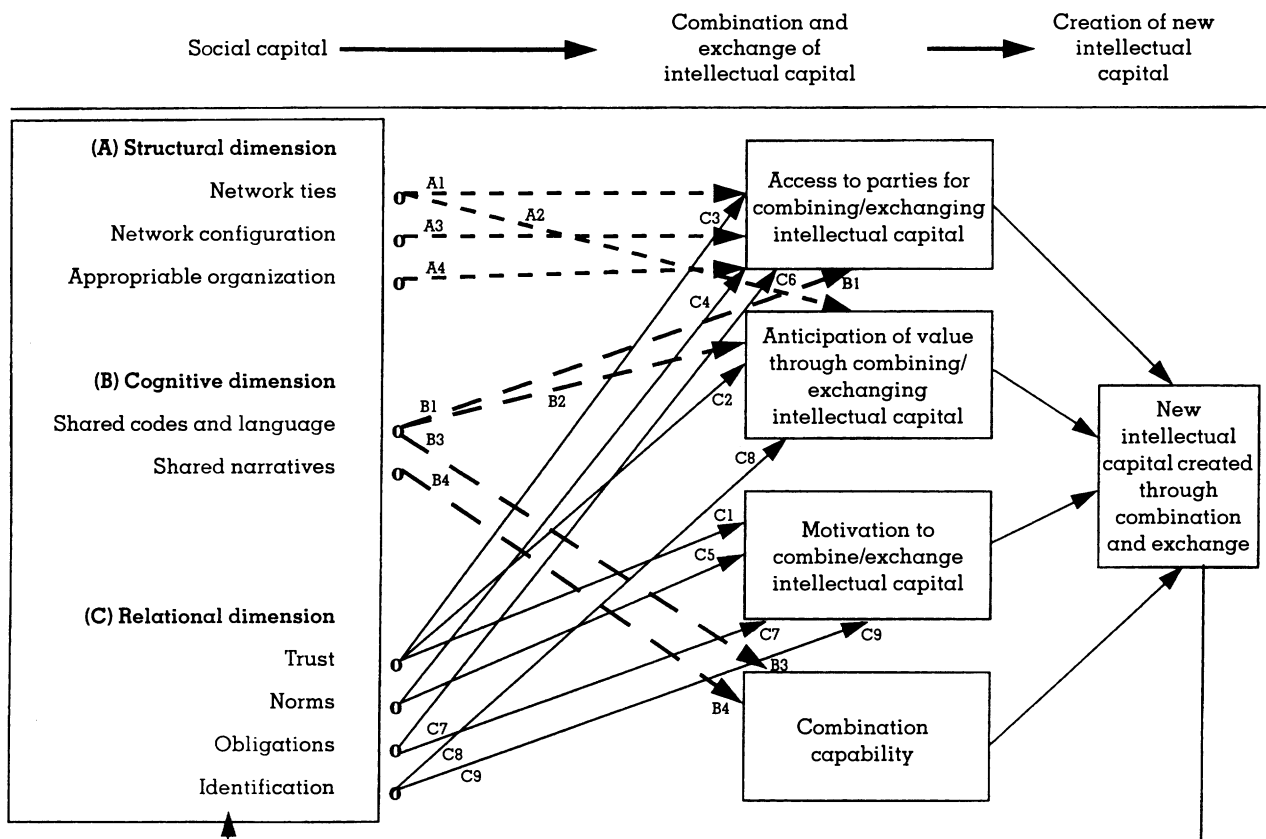 Social capital
Combination and
exchange of
intellectual capital
Creation of new
intellectual
capital
(A) Structural dimension
Network ties
Network configuration
Appropriable organization
(B) Cognitive dimension
Shared codes and language
Shared narratives
(C) Relational dimension
Trust
Norms
Obligations
Identification
A1
A2
A3
A4
B1
B2
B3
B4
C7
C8
C9
C3
C6
C4
B1
C2
C8
C1
C5
C7
C9
B3
B4
Access to parties for
combining/exchanging
intellectual capital
Anticipation of value
through combining/
exchanging
intellectual capital
Motivation to
combine/exchange
intellectual capital
Combination
capability
New
intellectual
capital created
through
combination
and exchange